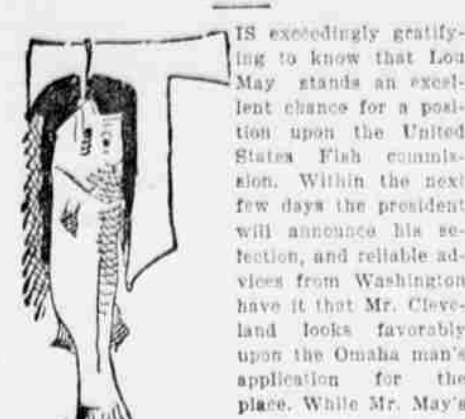 IT
IS exceedingly gratify-
ing to know that Lou
May stands an excel-
lent chance for a posi-
tion upon the United
States Fish commis-
sion. Within the next
few days the president
will announce his se-
lection, and reliable ad-
vices from Washington
have it that Mr. Cleve-
land looks favorably
upon the Omaha man's
application for the
place. While Mr. May's